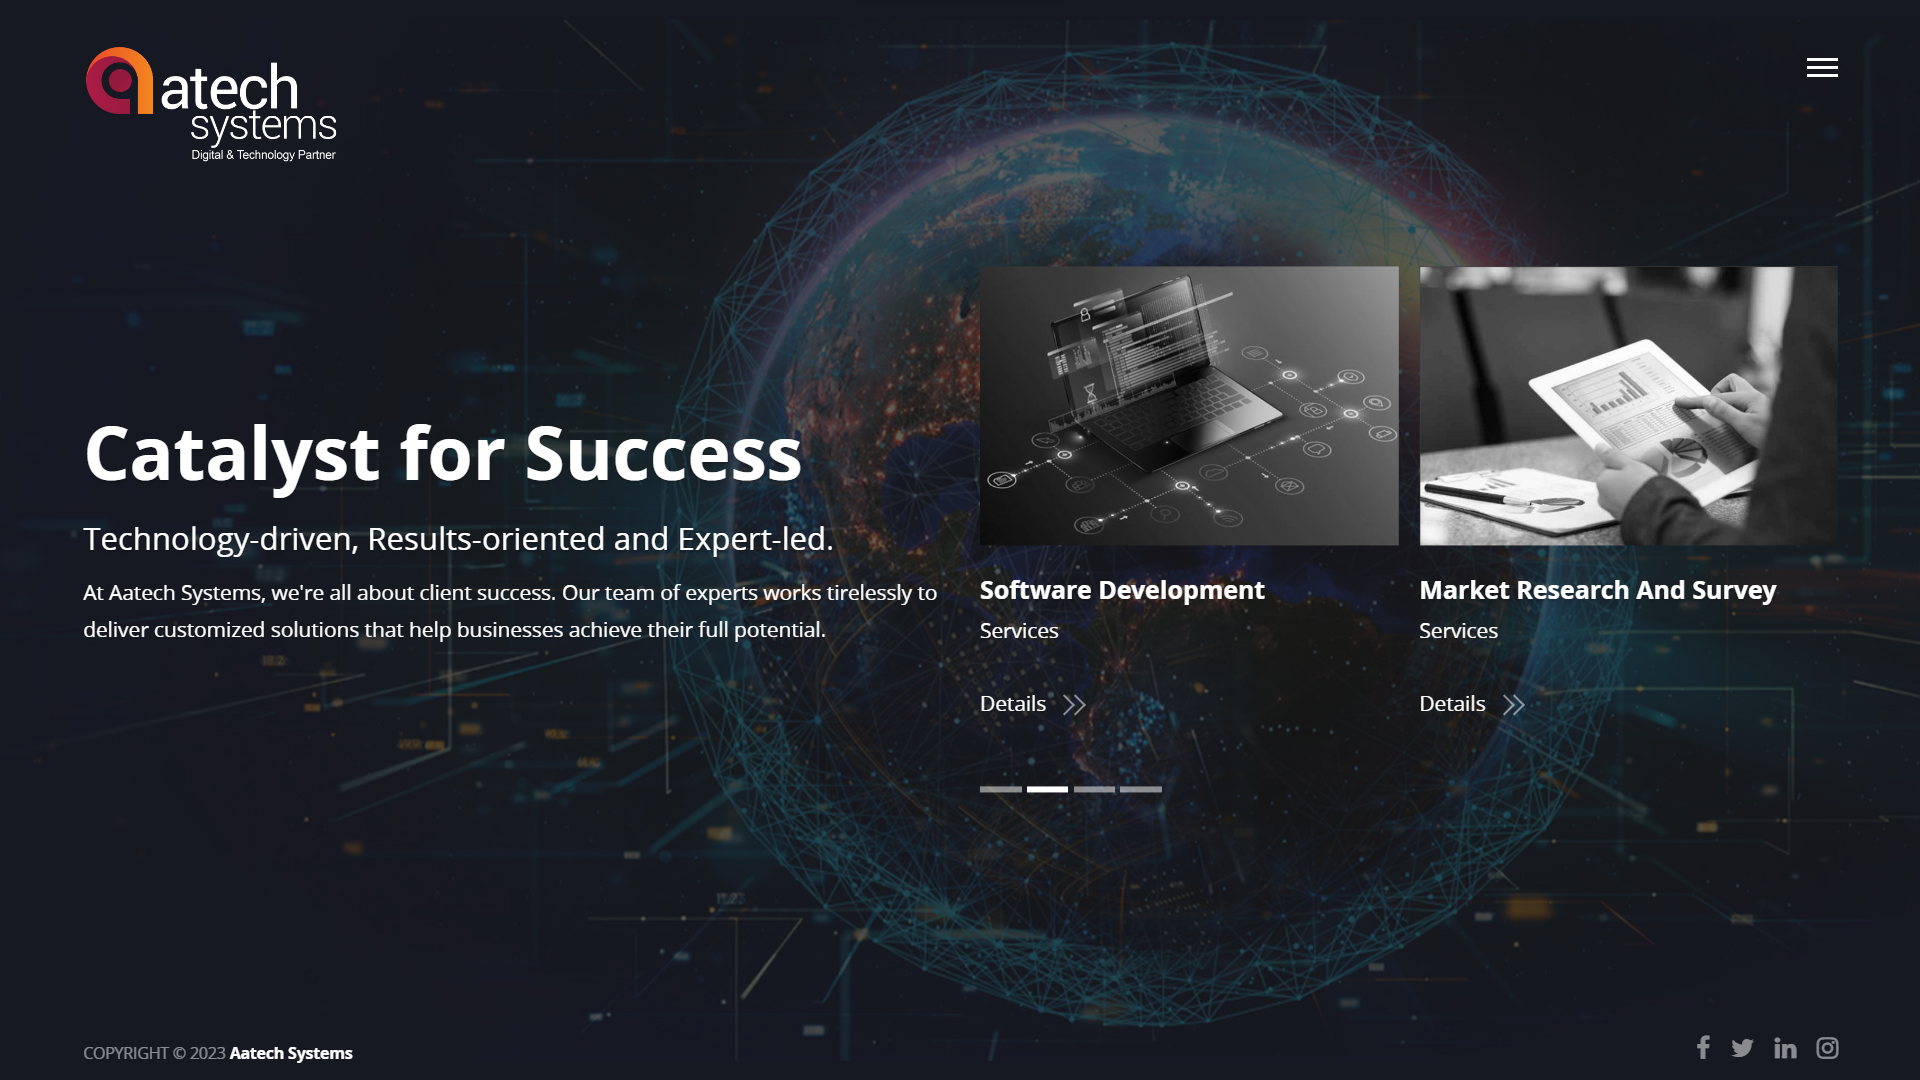 atech
systems
Digital & Technology Partner
Catalyst for Success
Technology-driven, Results-oriented and Expert-led.
At Aatech Systems, we're all about client success. Our team of experts works tirelessly to
deliver customized solutions that help businesses achieve their full potential.
Software Development
Services
Details
Market Research And Survey
Services
Details
COPYRIGHT © 2023 Aatech Systems